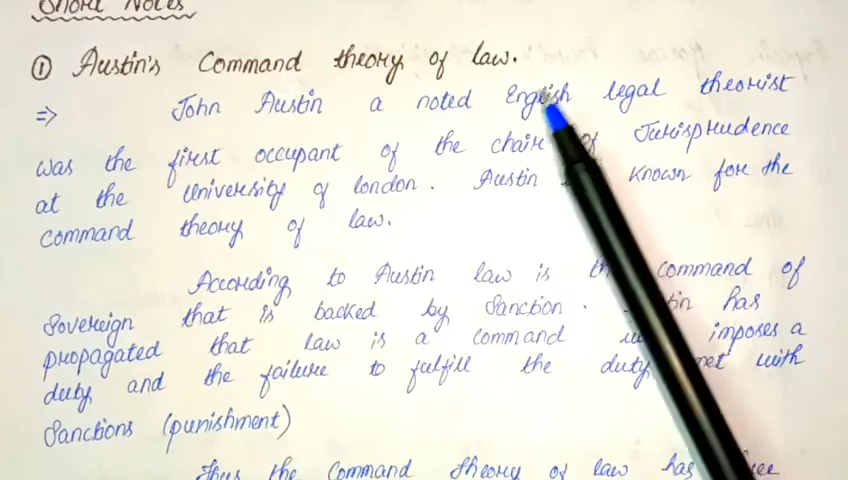 Short Notes
① Austin's Command theory of law.
⇒ John Austin a noted English legal theorist
was the first occupant of the chair of Jurisprudence
at the University of london. Austin known for the
command theory of law.
According to Austin law is the command of
Sovereign that is backed by Sanction. has
propagated that law is a command imposes a
duty and the failure to fulfill the duty met with
Sanctions (punishment)
Thus the Command theory of law has